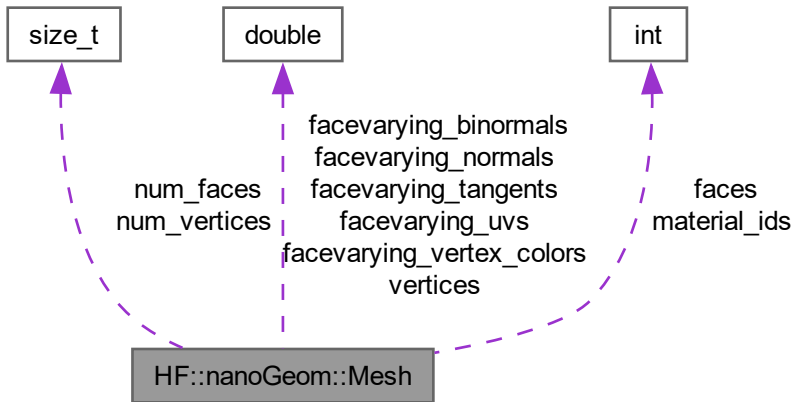 size_t
double
int
facevarying_binormals
facevarying_normals
facevarying_tangents
facevarying_uvs
facevarying_vertex_colors
vertices
num_faces
num_vertices
faces
material_ids
HF::nanoGeom::Mesh